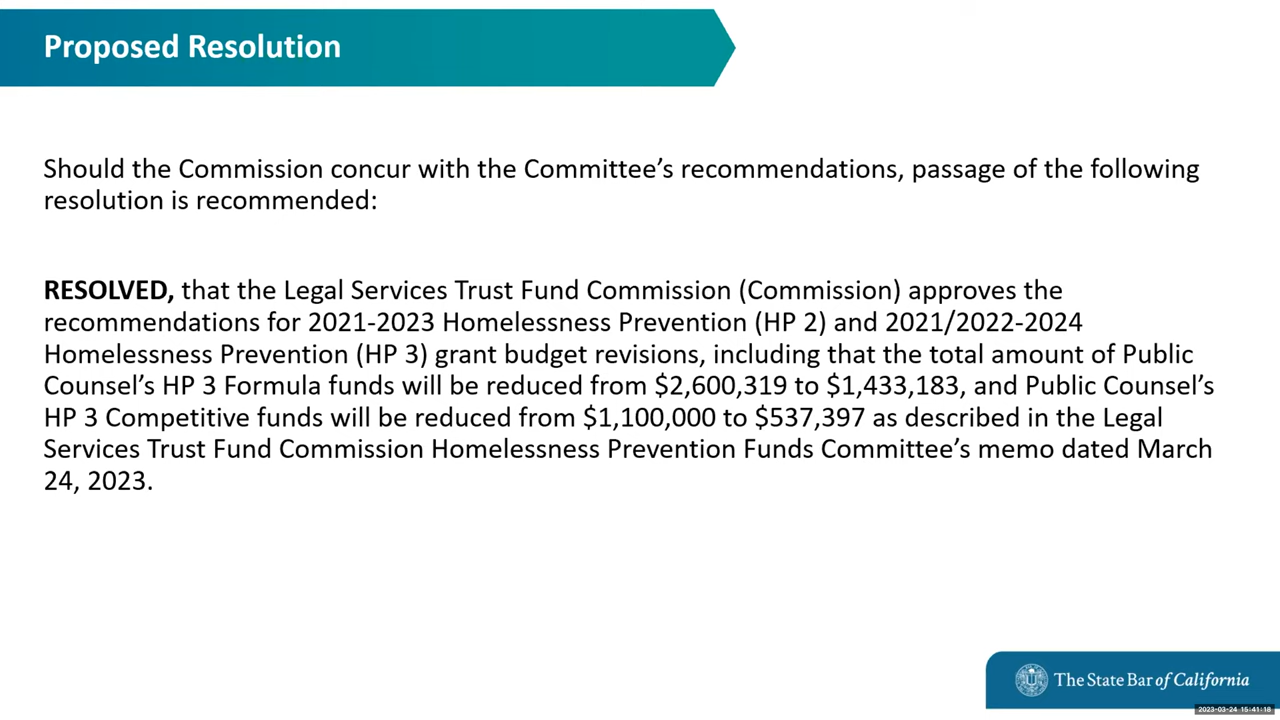 Proposed Resolution
Should the Commission concur with the Committee’s recommendations, passage of the following
resolution is recommended:
RESOLVED, that the Legal Services Trust Fund Commission (Commission) approves the
recommendations for 2021-2023 Homelessness Prevention (HP 2) and 2021/2022-2024
Homelessness Prevention (HP 3) grant budget revisions, including that the total amount of Public
Counsel’s HP 3 Formula funds will be reduced from $2,600,319 to $1,433,183, and Public Counsel’s
HP 3 Competitive funds will be reduced from $1,100,000 to $537,397 as described in the Legal
Services Trust Fund Commission Homelessness Prevention Funds Committee’s memo dated March
24, 2023.
The State Bar of California
2023-03-24 15:41:18